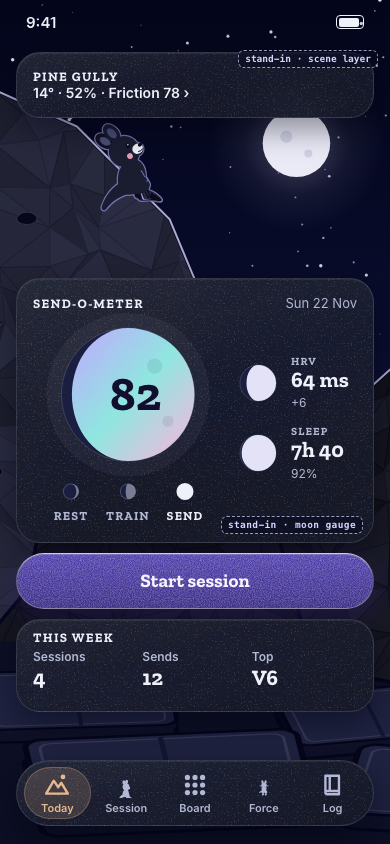 9:41
stand-in · scene layer
PINE GULLY
14° · 52% · Friction 78 ›
SEND-O-METER
Sun 22 Nov
82
HRV
64 ms
+6
SLEEP
7h 40
92%
REST TRAIN SEND
stand-in · moon gauge
Start session
THIS WEEK
Sessions Sends Top
4 12 V6
Today Session Board Force Log